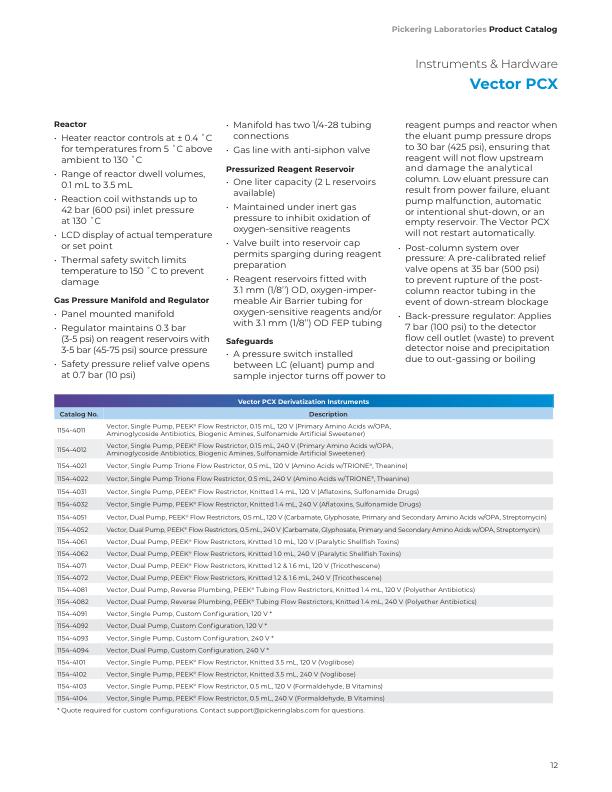 Pickering Laboratories Product Catalog
Instruments & Hardware
Vector PCX
Reactor
• Heater reactor controls at ± 0.4 ˚C
for temperatures from 5 ˚C above
ambient to 130 ˚C
• Range of reactor dwell volumes,
0.1 mL to 3.5 mL
• Reaction coil withstands up to
42 bar (600 psi) inlet pressure
at 130 ˚C
• LCD display of actual temperature
or set point
• Thermal safety switch limits
temperature to 150 ˚C to prevent
damage
Gas Pressure Manifold and Regulator
• Panel mounted manifold
• Regulator maintains 0.3 bar
(3-5 psi) on reagent reservoirs with
3-5 bar (45-75 psi) source pressure
• Safety pressure relief valve opens
at 0.7 bar (10 psi)
• Manifold has two 1/4-28 tubing
connections
• Gas line with anti-siphon valve
Pressurized Reagent Reservoir
• One liter capacity (2 L reservoirs
available)
• Maintained under inert gas
pressure to inhibit oxidation of
oxygen-sensitive reagents
• Valve built into reservoir cap
permits sparging during reagent
preparation
• Reagent reservoirs fitted with
3.1 mm (1/8”) OD, oxygen-imper-
meable Air Barrier tubing for
oxygen-sensitive reagents and/or
with 3.1 mm (1/8”) OD FEP tubing
Safeguards
• A pressure switch installed
between LC (eluant) pump and
sample injector turns off power to
reagent pumps and reactor when
the eluant pump pressure drops
to 30 bar (425 psi), ensuring that
reagent will not flow upstream
and damage the analytical
column. Low eluant pressure can
result from power failure, eluant
pump malfunction, automatic
or intentional shut-down, or an
empty reservoir. The Vector PCX
will not restart automatically.
• Post-column system over
pressure: A pre-calibrated relief
valve opens at 35 bar (500 psi)
to prevent rupture of the post-
column reactor tubing in the
event of down-stream blockage
• Back-pressure regulator: Applies
7 bar (100 psi) to the detector
flow cell outlet (waste) to prevent
detector noise and precipitation
due to out-gassing or boiling
Vector PCX Derivatization Instruments
Catalog No. Description
1154-4011 Vector, Single Pump, PEEK® Flow Restrictor, 0.15 mL, 120 V (Primary Amino Acids w/OPA,
Aminoglycoside Antibiotics, Biogenic Amines, Sulfonamide Artificial Sweetener)
1154-4012 Vector, Single Pump, PEEK® Flow Restrictor, 0.15 mL, 240 V (Primary Amino Acids w/OPA,
Aminoglycoside Antibiotics, Biogenic Amines, Sulfonamide Artificial Sweetener)
1154-4021 Vector, Single Pump Trione Flow Restrictor, 0.5 mL, 120 V (Amino Acids w/TRIONE®, Theanine)
1154-4022 Vector, Single Pump Trione Flow Restrictor, 0.5 mL, 240 V (Amino Acids w/TRIONE®, Theanine)
1154-4031 Vector, Single Pump, PEEK® Flow Restrictor, Knitted 1.4 mL, 120 V (Aflatoxins, Sulfonamide Drugs)
1154-4032 Vector, Single Pump, PEEK® Flow Restrictor, Knitted 1.4 mL, 240 V (Aflatoxins, Sulfonamide Drugs)
1154-4051 Vector, Dual Pump, PEEK® Flow Restrictors, 0.5 mL, 120 V (Carbamate, Glyphosate, Primary and Secondary Amino Acids w/OPA, Streptomycin)
1154-4052 Vector, Dual Pump, PEEK® Flow Restrictors, 0.5 mL, 240 V (Carbamate, Glyphosate, Primary and Secondary Amino Acids w/OPA, Streptomycin)
1154-4061 Vector, Dual Pump, PEEK® Flow Restrictors, Knitted 1.0 mL, 120 V (Paralytic Shellfish Toxins)
1154-4062 Vector, Dual Pump, PEEK® Flow Restrictors, Knitted 1.0 mL, 240 V (Paralytic Shellfish Toxins)
1154-4071 Vector, Dual Pump, PEEK® Flow Restrictors, Knitted 1.2 & 1.6 mL, 120 V (Tricothescene)
1154-4072 Vector, Dual Pump, PEEK® Flow Restrictors, Knitted 1.2 & 1.6 mL, 240 V (Tricothescene)
1154-4081 Vector, Dual Pump, Reverse Plumbing, PEEK® Tubing Flow Restrictors, Knitted 1.4 mL, 120 V (Polyether Antibiotics)
1154-4082 Vector, Dual Pump, Reverse Plumbing, PEEK® Tubing Flow Restrictors, Knitted 1.4 mL, 240 V (Polyether Antibiotics)
1154-4091 Vector, Single Pump, Custom Configuration, 120 V *
1154-4092 Vector, Dual Pump, Custom Configuration, 120 V *
1154-4093 Vector, Single Pump, Custom Configuration, 240 V *
1154-4094 Vector, Dual Pump, Custom Configuration, 240 V *
1154-4101 Vector, Single Pump, PEEK® Flow Restrictor, Knitted 3.5 mL, 120 V (Voglibose)
1154-4102 Vector, Single Pump, PEEK® Flow Restrictor, Knitted 3.5 mL, 240 V (Voglibose)
1154-4103 Vector, Single Pump, PEEK® Flow Restrictor, 0.5 mL, 120 V (Formaldehyde, B Vitamins)
1154-4104 Vector, Single Pump, PEEK® Flow Restrictor, 0.5 mL, 240 V (Formaldehyde, B Vitamins)
* Quote required for custom configurations. Contact support@pickeringlabs.com for questions.
12